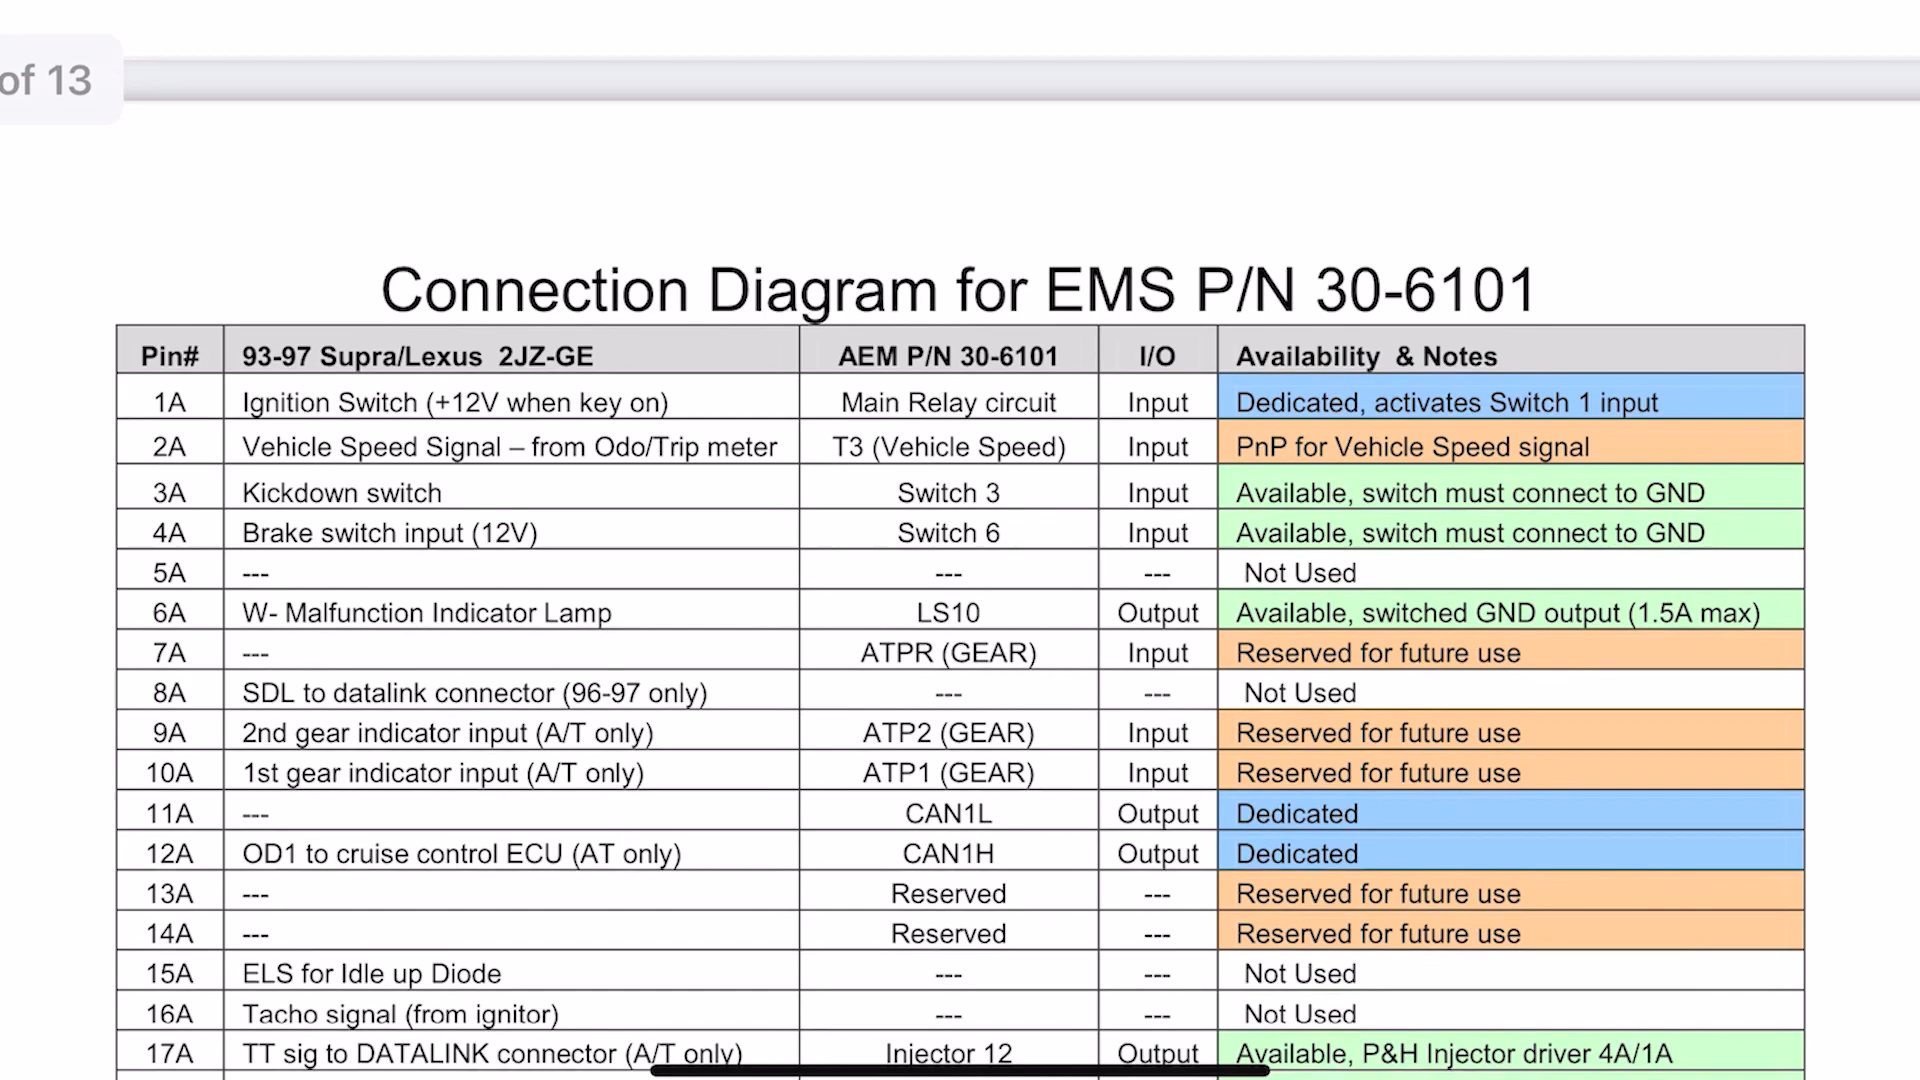 of 13
Connection Diagram for EMS P/N 30-6101
Pin# 93-97 Supra/Lexus 2JZ-GE AEM P/N 30-6101 I/O Availability & Notes
1A Ignition Switch (+12V when key on) Main Relay circuit Input Dedicated, activates Switch 1 input
2A Vehicle Speed Signal – from Odo/Trip meter T3 (Vehicle Speed) Input PnP for Vehicle Speed signal
3A Kickdown switch Switch 3 Input Available, switch must connect to GND
4A Brake switch input (12V) Switch 6 Input Available, switch must connect to GND
5A --- --- --- Not Used
6A W- Malfunction Indicator Lamp LS10 Output Available, switched GND output (1.5A max)
7A --- ATPR (GEAR) Input Reserved for future use
8A SDL to datalink connector (96-97 only) --- --- Not Used
9A 2nd gear indicator input (A/T only) ATP2 (GEAR) Input Reserved for future use
10A 1st gear indicator input (A/T only) ATP1 (GEAR) Input Reserved for future use
11A --- CAN1L Output Dedicated
12A OD1 to cruise control ECU (AT only) CAN1H Output Dedicated
13A --- Reserved --- Reserved for future use
14A --- Reserved --- Reserved for future use
15A ELS for Idle up Diode --- --- Not Used
16A Tacho signal (from ignitor) --- --- Not Used
17A TT sig to DATALINK connector (A/T only) Injector 12 Output Available, P&H Injector driver 4A/1A